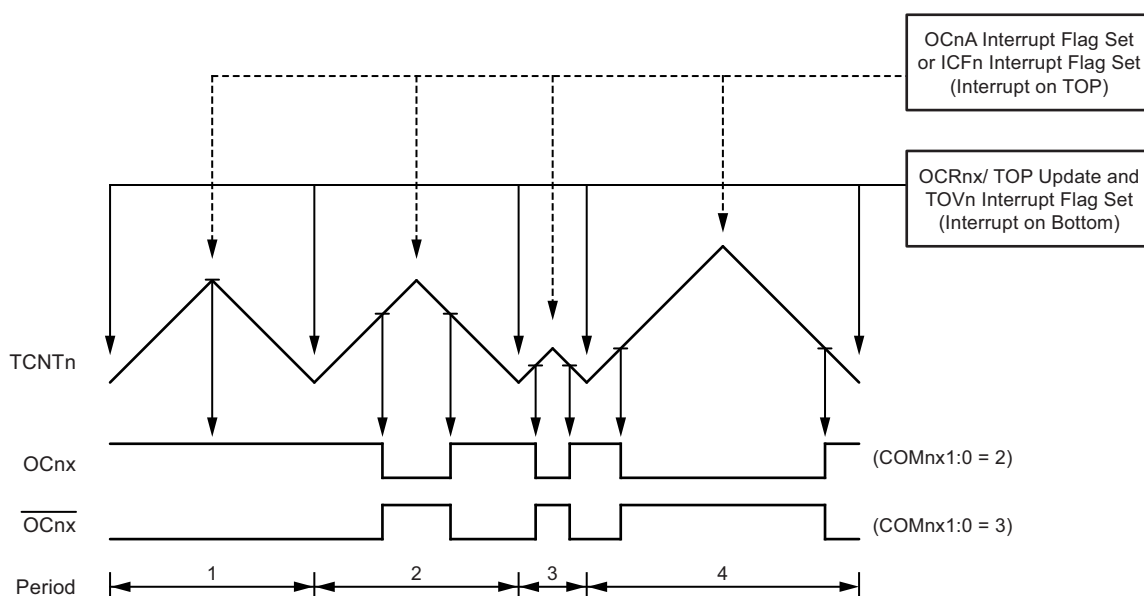 OCnA Interrupt Flag Set
or ICFn Interrupt Flag Set
(Interrupt on TOP)
OCRnx/ TOP Update and
TOVn Interrupt Flag Set
(Interrupt on Bottom)
TCNTn
OCnx
(COMnx1:0 = 2)
OCnx
(COMnx1:0 = 3)
Period
1
2
3
4